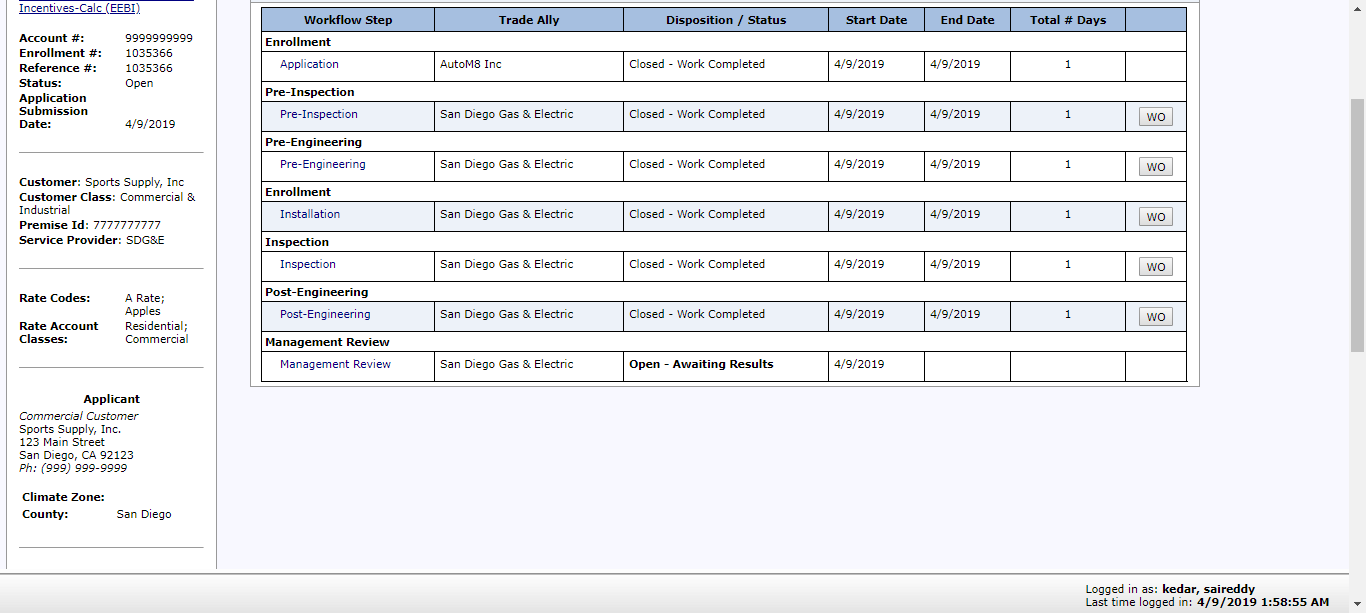 Incentives-Calc (EEBI)
Account #: 9999999999
Enrollment #: 1035366
Reference #: 1035366
Status: Open
Application
Submission
Date: 4/9/2019
Customer: Sports Supply, Inc
Customer Class: Commercial &
Industrial
Premise Id: 7777777777
Service Provider: SDG&E
Rate Codes: A Rate;
Apples
Rate Account Residential;
Classes: Commercial
Applicant
Commercial Customer
Sports Supply, Inc.
123 Main Street
San Diego, CA 92123
Ph: (999) 999-9999
Climate Zone:
County: San Diego
Workflow Step Trade Ally Disposition / Status Start Date End Date Total # Days
Enrollment
Application AutoM8 Inc Closed - Work Completed 4/9/2019 4/9/2019 1
Pre-Inspection
Pre-Inspection San Diego Gas & Electric Closed - Work Completed 4/9/2019 4/9/2019 1 WO
Pre-Engineering
Pre-Engineering San Diego Gas & Electric Closed - Work Completed 4/9/2019 4/9/2019 1 WO
Enrollment
Installation San Diego Gas & Electric Closed - Work Completed 4/9/2019 4/9/2019 1 WO
Inspection
Inspection San Diego Gas & Electric Closed - Work Completed 4/9/2019 4/9/2019 1 WO
Post-Engineering
Post-Engineering San Diego Gas & Electric Closed - Work Completed 4/9/2019 4/9/2019 1 WO
Management Review
Management Review San Diego Gas & Electric Open - Awaiting Results 4/9/2019
Logged in as: kedar, saireddy
Last time logged in: 4/9/2019 1:58:55 AM